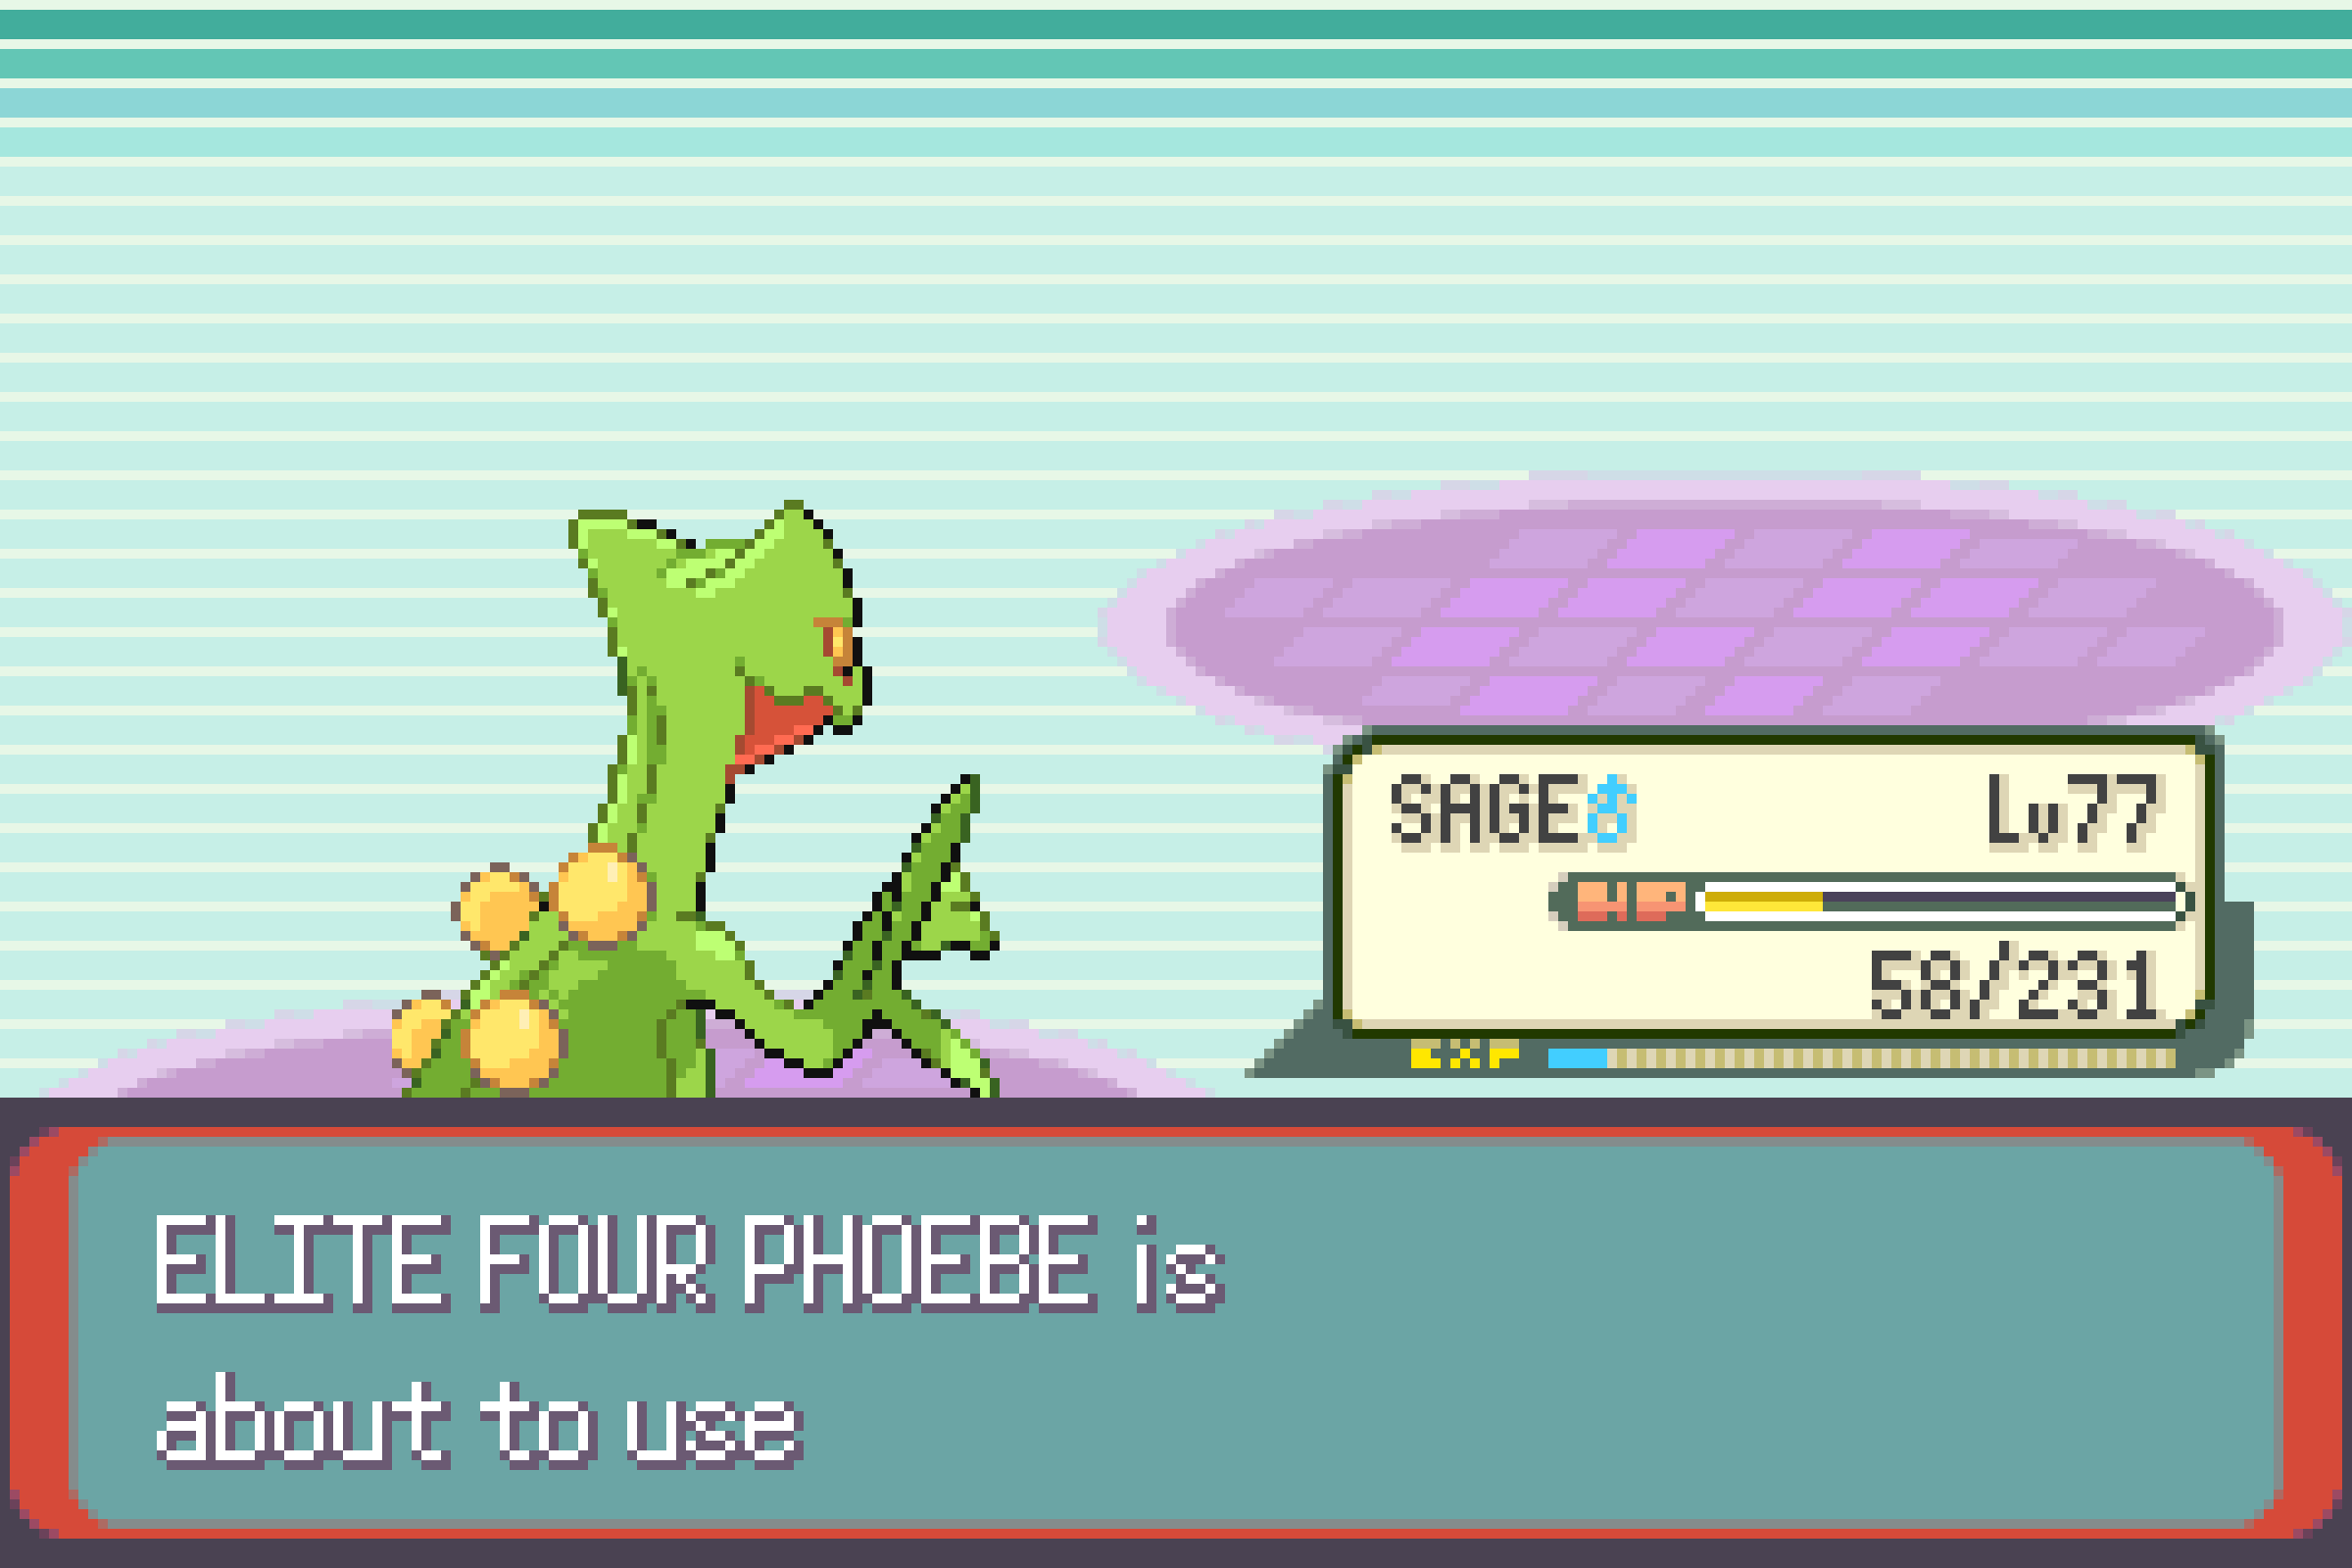 SAGE♂ Lv77
HP
58/231
EXP
ELITE FOUR PHOEBE is
about to use